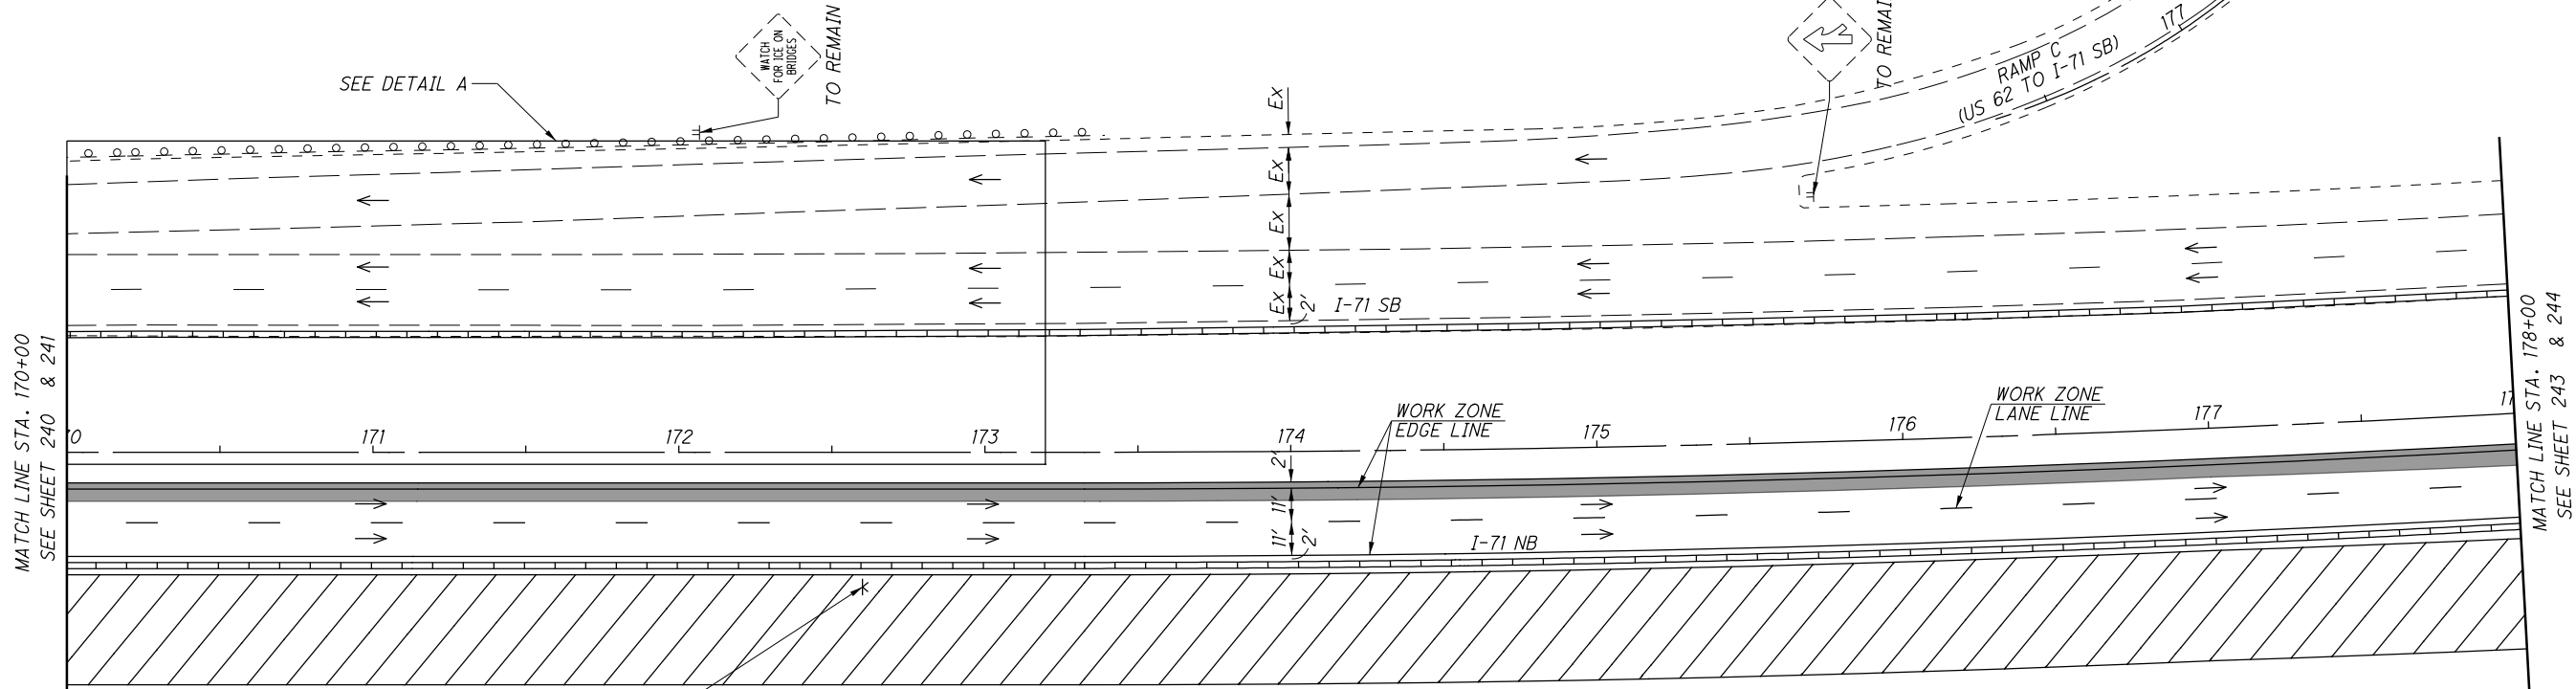 WATCH
FOR ICE ON
BRIDGES
TO REMAIN
TO REMAI
SEE DETAIL A
RAMP C
(US 62 TO I-71 SB)
177
Ex
Ex
Ex
Ex
Ex
2'
I-71 SB
MATCH LINE STA. 170+00
SEE SHEET 240 & 241
MATCH LINE STA. 178+00
SEE SHEET 243 & 244
WORK ZONE
EDGE LINE
WORK ZONE
LANE LINE
70
171
172
173
174
175
176
177
17
2'
11'
11'
2'
I-71 NB